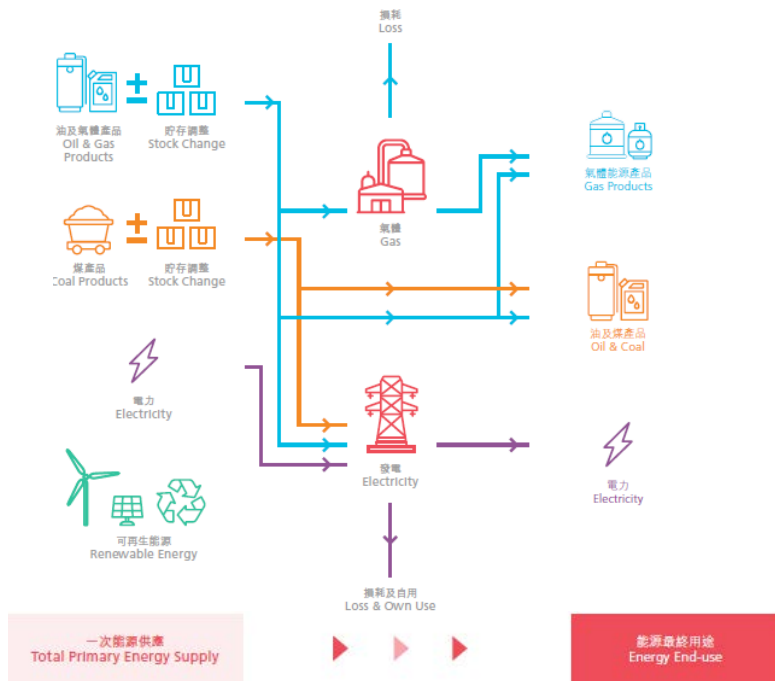 損耗
Loss
油及氣體產品
Oil & Gas
Products
貯存調整
Stock Change
氣體
Gas
氣體能源產品
Gas Products
煤產品
Coal Products
貯存調整
Stock Change
油及煤產品
Oil & Coal
電力
Electricity
發電
Electricity
電力
Electricity
可再生能源
Renewable Energy
損耗及自用
Loss & Own Use
一次能源供應
Total Primary Energy Supply
能源最終用途
Energy End-use